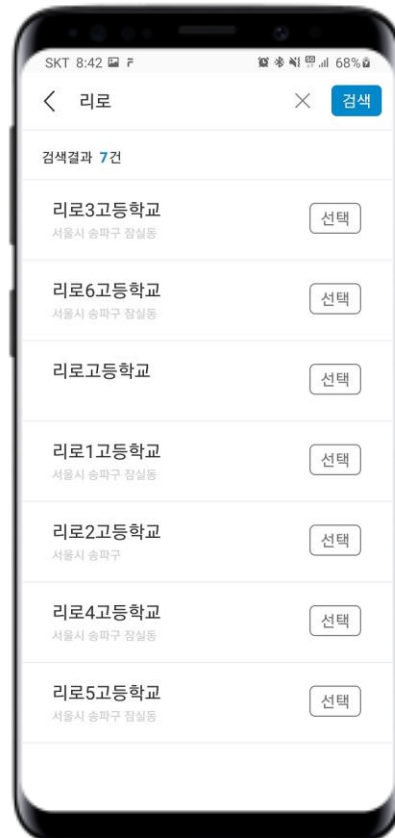 SKT 8:42 68%
리로 검색
검색결과 7건
리로3고등학교
서울시 송파구 잠실동
선택
리로6고등학교
서울시 송파구 잠실동
선택
리로고등학교
선택
리로1고등학교
서울시 송파구 잠실동
선택
리로2고등학교
서울시 송파구
선택
리로4고등학교
서울시 송파구 잠실동
선택
리로5고등학교
서울시 송파구 잠실동
선택